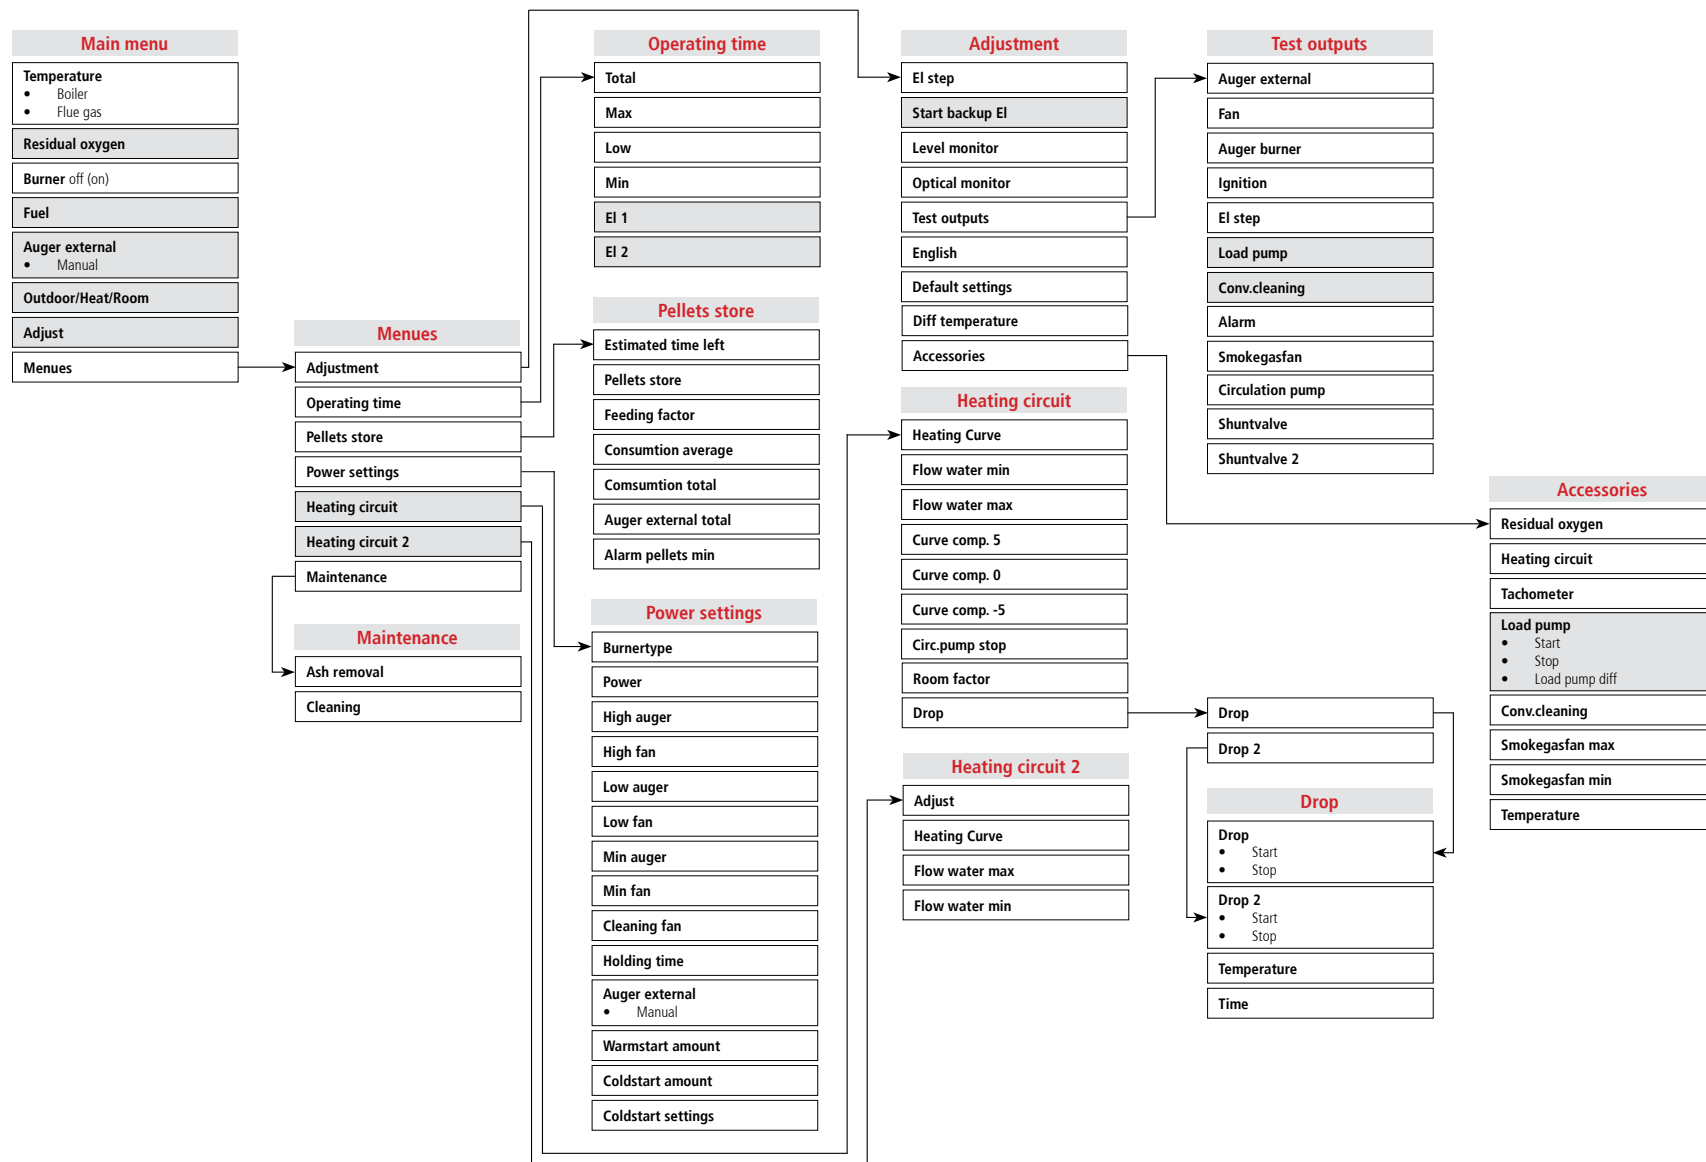 Main menu
Temperature
• Boiler
• Flue gas
Residual oxygen
Burner off (on)
Fuel
Auger external
• Manual
Outdoor/Heat/Room
Adjust
Menues
Menues
Adjustment
Operating time
Pellets store
Power settings
Heating circuit
Heating circuit 2
Maintenance
Maintenance
Ash removal
Cleaning
Operating time
Total
Max
Low
Min
El 1
El 2
Pellets store
Estimated time left
Pellets store
Feeding factor
Consumtion average
Comsumtion total
Auger external total
Alarm pellets min
Power settings
Burnertype
Power
High auger
High fan
Low auger
Low fan
Min auger
Min fan
Cleaning fan
Holding time
Auger external
• Manual
Warmstart amount
Coldstart amount
Coldstart settings
Adjustment
El step
Start backup El
Level monitor
Optical monitor
Test outputs
English
Default settings
Diff temperature
Accessories
Heating circuit
Heating Curve
Flow water min
Flow water max
Curve comp. 5
Curve comp. 0
Curve comp. -5
Circ.pump stop
Room factor
Drop
Heating circuit 2
Adjust
Heating Curve
Flow water max
Flow water min
Test outputs
Auger external
Fan
Auger burner
Ignition
El step
Load pump
Conv.cleaning
Alarm
Smokegasfan
Circulation pump
Shuntvalve
Shuntvalve 2
Drop
Drop 2
Drop
Drop
• Start
• Stop
Drop 2
• Start
• Stop
Temperature
Time
Accessories
Residual oxygen
Heating circuit
Tachometer
Load pump
• Start
• Stop
• Load pump diff
Conv.cleaning
Smokegasfan max
Smokegasfan min
Temperature